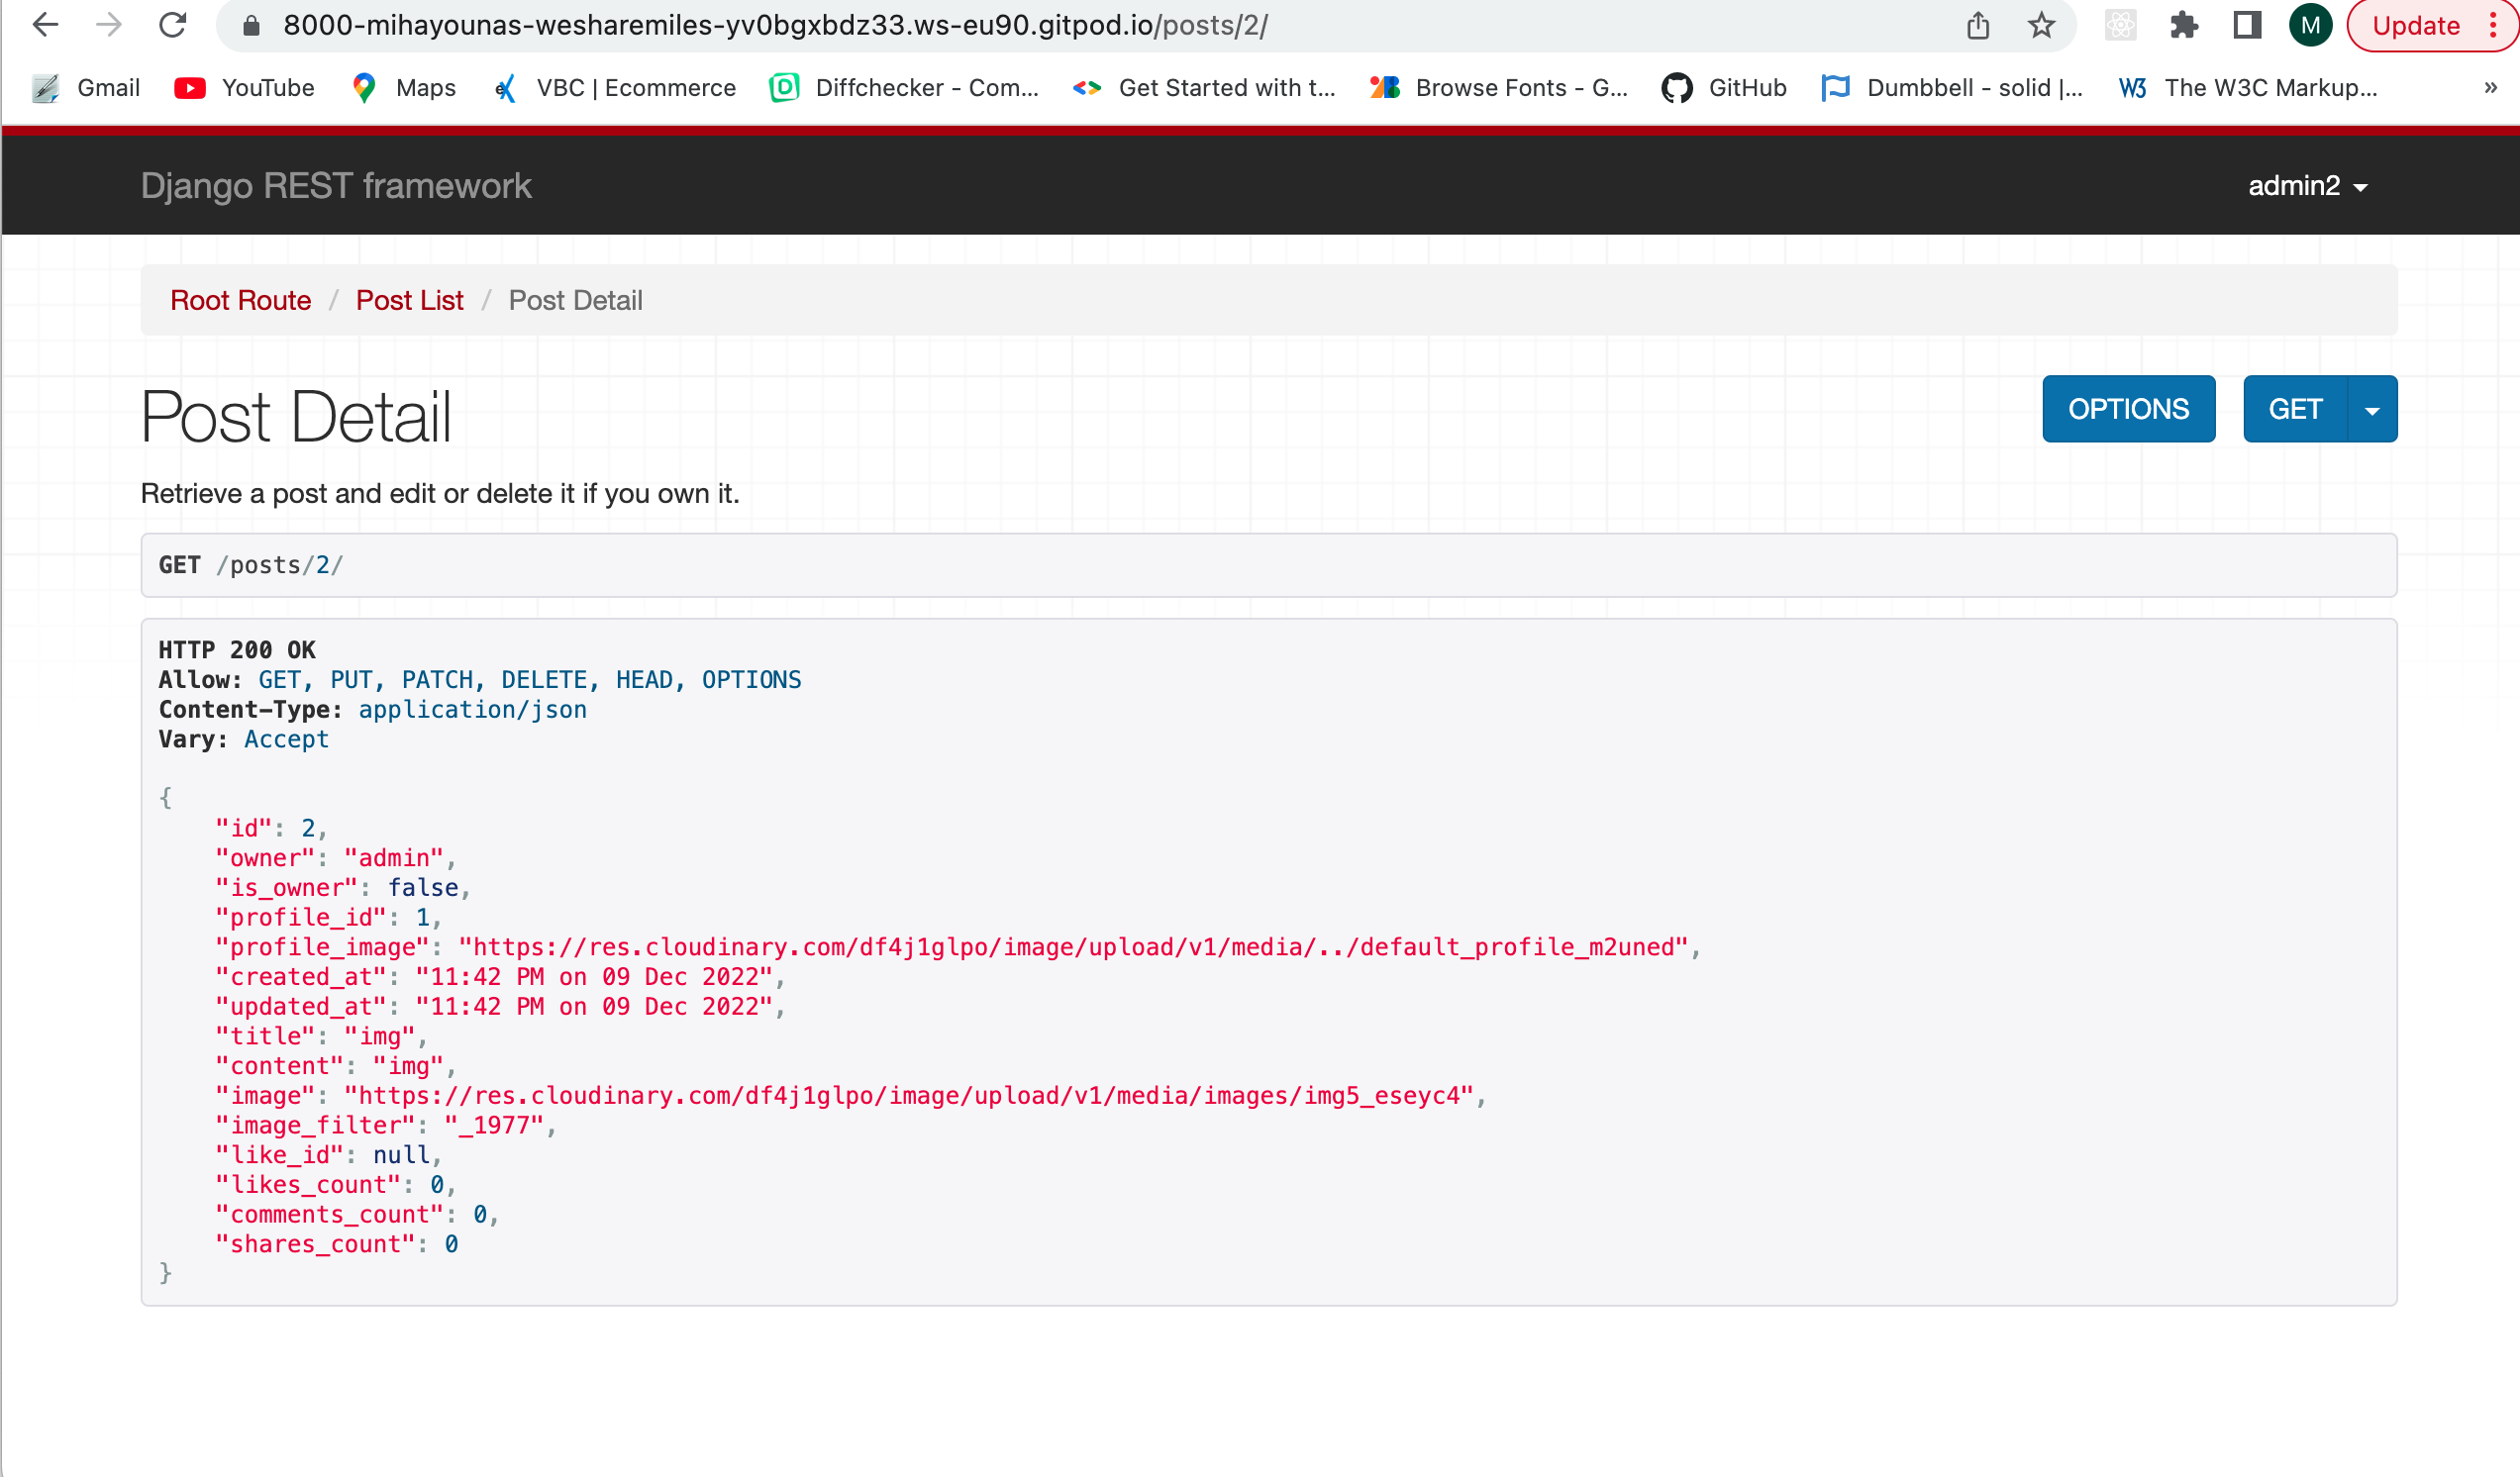 8000-mihayounas-wesharemiles-yv0bgxbdz33.ws-eu90.gitpod.io/posts/2/
M
Update
Gmail
YouTube
Maps
VBC | Ecommerce
Diffchecker - Com...
Get Started with t...
Browse Fonts - G...
GitHub
Dumbbell - solid |...
W3
The W3C Markup...
»
Django REST framework
admin2
Root Route / Post List / Post Detail
Post Detail
OPTIONS
GET
Retrieve a post and edit or delete it if you own it.
GET /posts/2/
HTTP 200 OK
Allow: GET, PUT, PATCH, DELETE, HEAD, OPTIONS
Content-Type: application/json
Vary: Accept
{
"id": 2,
"owner": "admin",
"is_owner": false,
"profile_id": 1,
"profile_image": "https://res.cloudinary.com/df4j1glpo/image/upload/v1/media/../default_profile_m2uned",
"created_at": "11:42 PM on 09 Dec 2022",
"updated_at": "11:42 PM on 09 Dec 2022",
"title": "img",
"content": "img",
"image": "https://res.cloudinary.com/df4j1glpo/image/upload/v1/media/images/img5_eseyc4",
"image_filter": "_1977",
"like_id": null,
"likes_count": 0,
"comments_count": 0,
"shares_count": 0
}